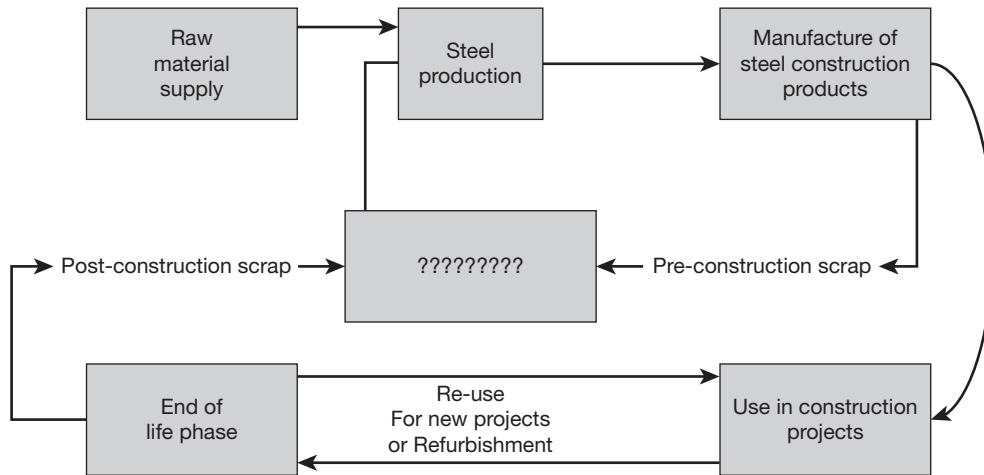 Raw
material
supply
Steel
production
Manufacture of
steel construction
products
Post-construction scrap
?????????
Pre-construction scrap
End of
life phase
Re-use
For new projects
or Refurbishment
Use in construction
projects